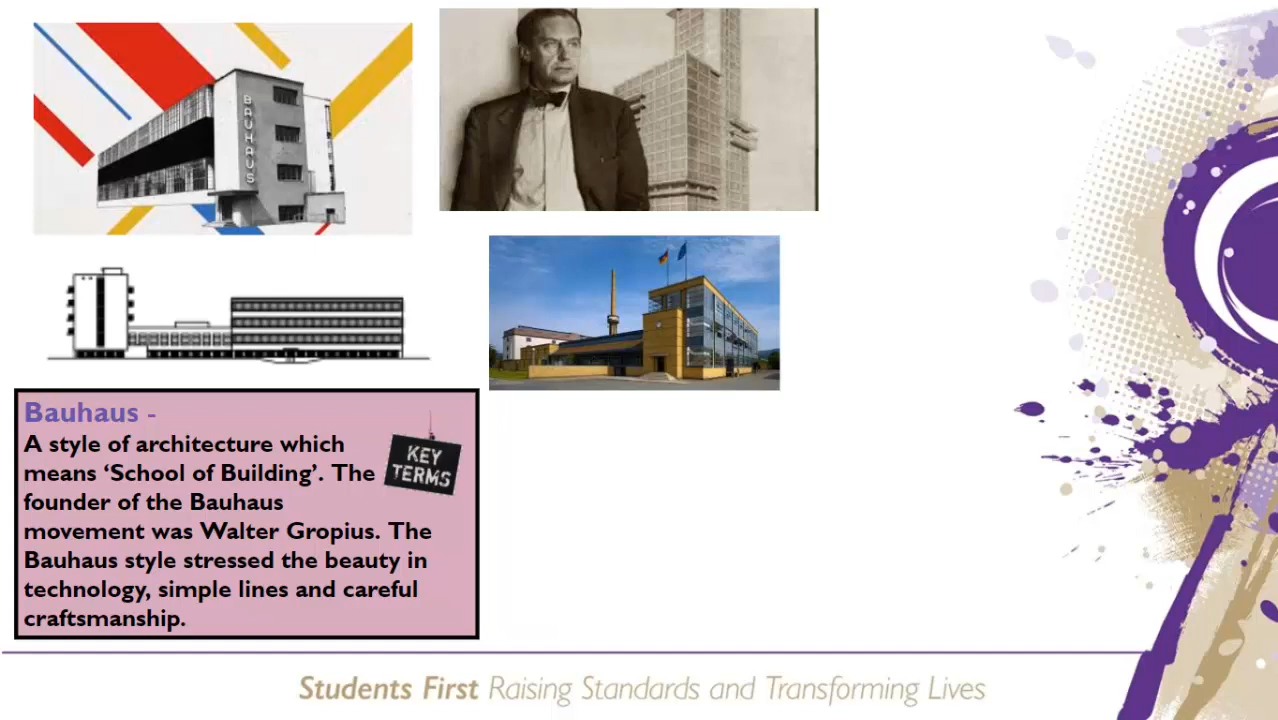 BAUHAUS
Bauhaus -
A style of architecture which
means ‘School of Building’. The
founder of the Bauhaus
movement was Walter Gropius. The
Bauhaus style stressed the beauty in
technology, simple lines and careful
craftsmanship.
KEY
TERMS
Students First Raising Standards and Transforming Lives